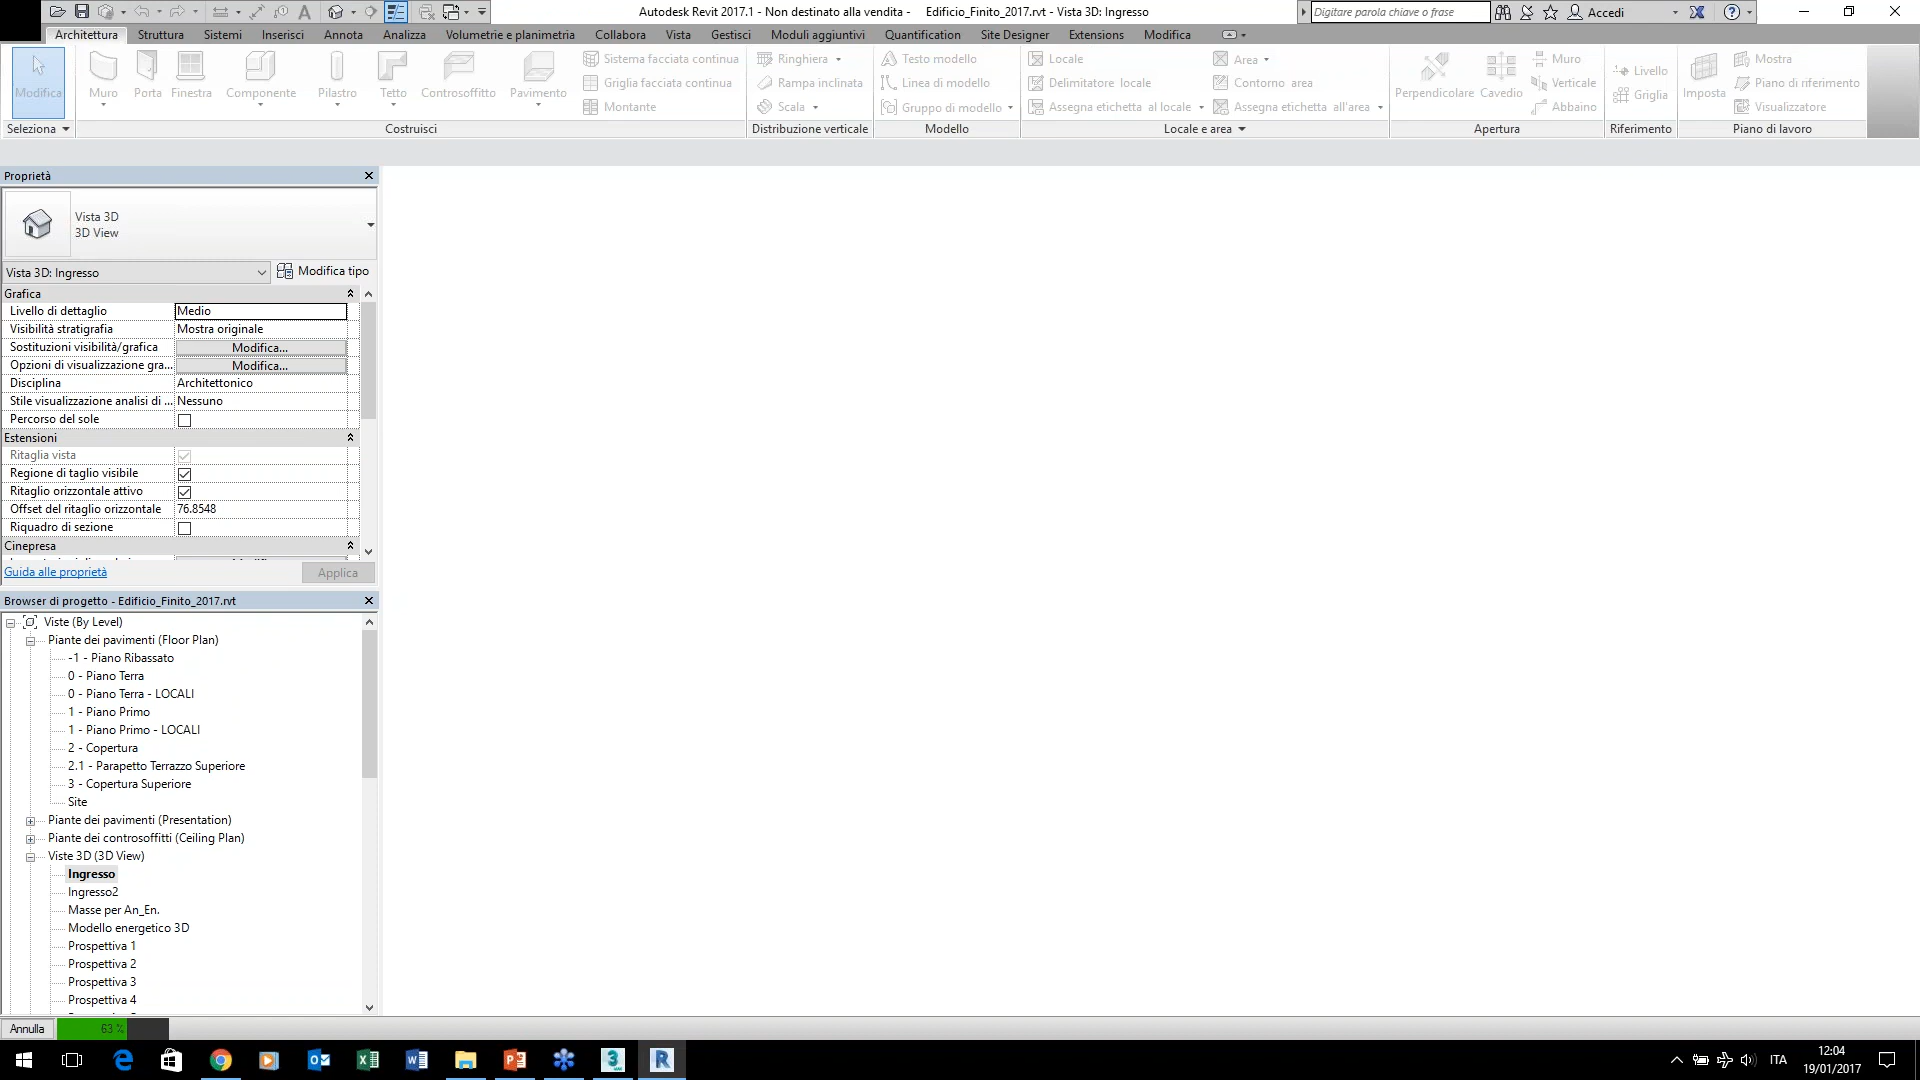 Autodesk Revit 2017.1 - Non destinato alla vendita - Edificio_Finito_2017.rvt - Vista 3D: Ingresso
Digitare parola chiave o frase
Accedi
Architettura Struttura Sistemi Inserisci Annota Analizza Volumetrie e planimetria Collabora Vista Gestisci Moduli aggiuntivi Quantification Site Designer Extensions Modifica
Modifica
Muro
Porta
Finestra
Componente
Pilastro
Tetto
Controsoffitto
Pavimento
Sistema facciata continua
Griglia facciata continua
Montante
Ringhiera
Rampa inclinata
Scala
Testo modello
Linea di modello
Gruppo di modello
Locale
Delimitatore locale
Assegna etichetta al locale
Area
Contorno area
Assegna etichetta all'area
Perpendicolare
Cavedio
Muro
Verticale
Abbaino
Livello
Griglia
Imposta
Mostra
Piano di riferimento
Visualizzatore
Seleziona
Costruisci
Distribuzione verticale
Modello
Locale e area
Apertura
Riferimento
Piano di lavoro
Proprietà
Vista 3D
3D View
Vista 3D: Ingresso
Modifica tipo
Grafica
Livello di dettaglio Medio
Visibilità stratigrafia Mostra originale
Sostituzioni visibilità/grafica Modifica...
Opzioni di visualizzazione gra... Modifica...
Disciplina Architettonico
Stile visualizzazione analisi di ... Nessuno
Percorso del sole
Estensioni
Ritaglia vista
Regione di taglio visibile
Ritaglio orizzontale attivo
Offset del ritaglio orizzontale 76.8548
Riquadro di sezione
Cinepresa
Guida alle proprietà
Applica
Browser di progetto - Edificio_Finito_2017.rvt
Viste (By Level)
Piante dei pavimenti (Floor Plan)
-1 - Piano Ribassato
0 - Piano Terra
0 - Piano Terra - LOCALI
1 - Piano Primo
1 - Piano Primo - LOCALI
2 - Copertura
2.1 - Parapetto Terrazzo Superiore
3 - Copertura Superiore
Site
Piante dei pavimenti (Presentation)
Piante dei controsoffitti (Ceiling Plan)
Viste 3D (3D View)
Ingresso
Ingresso2
Masse per An_En.
Modello energetico 3D
Prospettiva 1
Prospettiva 2
Prospettiva 3
Prospettiva 4
Annulla
63 %
ITA
12:04
19/01/2017